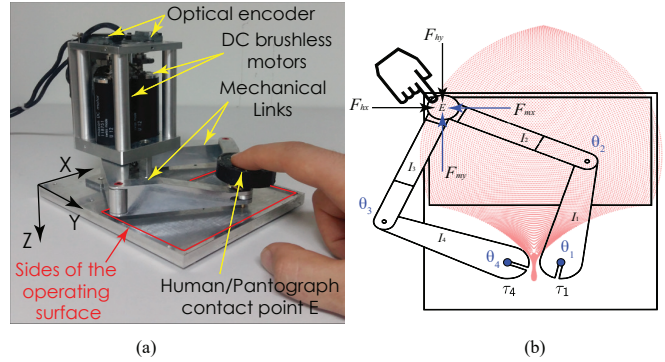 Optical encoder
DC brushless
motors
Mechanical
Links
X
Y
Z
Sides of the
operating
surface
Human/Pantograph
contact point E
(a)
F_hy
F_hx
E
F_mx
F_my
l_2
θ_2
l_3
θ_3
l_1
l_4
θ_4
θ_1
τ_4
τ_1
(b)